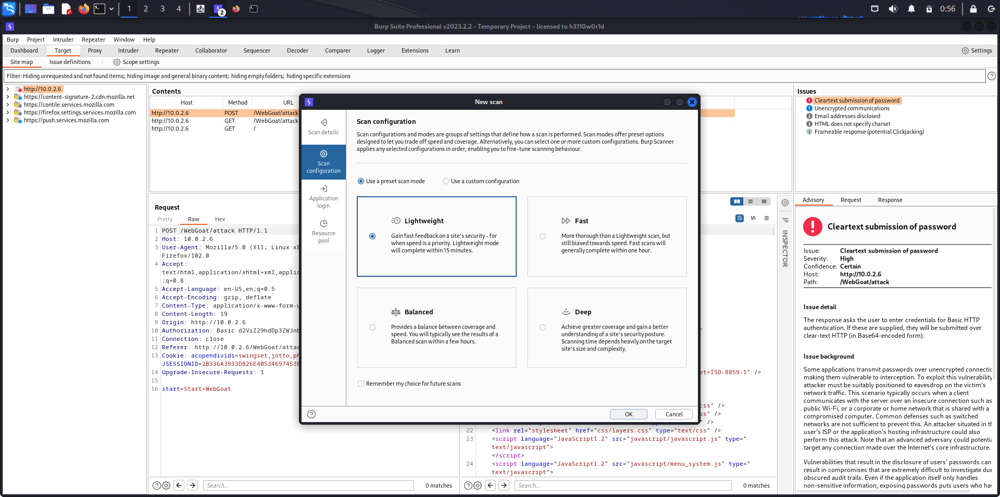 1 2 3 4 2 0:56
Burp Suite Professional v2023.2.2 - Temporary Project - licensed to h3110w0r1d
Burp Project Intruder Repeater Window Help
Dashboard Target Proxy Intruder Repeater Collaborator Sequencer Decoder Comparer Logger Extensions Learn Settings
Site map Issue definitions Scope settings
Filter: Hiding unrequested and not found items; hiding image and general binary content; hiding empty folders; hiding specific extensions
http://10.0.2.6
https://content-signature-2.cdn.mozilla.net
https://contile.services.mozilla.com
https://firefox.settings.services.mozilla.com
https://push.services.mozilla.com
Contents
Host Method URL
http://10.0.2.6 POST /WebGoat/attack
http://10.0.2.6 GET /WebGoat/attack
http://10.0.2.6 GET /
Request
Pretty Raw Hex
1 POST /WebGoat/attack HTTP/1.1
2 Host: 10.0.2.6
3 User-Agent: Mozilla/5.0 (X11; Linux
Firefox/102.0
4 Accept:
text/html,application/xhtml+xml,applic
;q=0.8
5 Accept-Language: en-US,en;q=0.5
6 Accept-Encoding: gzip, deflate
7 Content-Type: application/x-www-form-
8 Content-Length: 19
9 Origin: http://10.0.2.6
10 Authorization: Basic d2ViZ29hdDp3ZWJn
11 Connection: close
12 Referer: http://10.0.2.6/WebGoat/attac
13 Cookie: acopendivids=swingset,jotto,
JSESSIONID=2B336A3933DB26E40534697453
14 Upgrade-Insecure-Requests: 1
15
16 start=Start+WebGoat
Search... 0 matches
New scan
Scan details
Scan
configuration
Application
login
Resource
pool
Scan configuration
Scan configurations and modes are groups of settings that define how a scan is performed. Scan modes offer preset options
designed to let you trade off speed and coverage. Alternatively, you can select one or more custom configurations. Burp Scanner
applies any selected configurations in order, enabling you to fine-tune scanning behaviour.
Use a preset scan mode Use a custom configuration
Lightweight
Gain fast feedback on a site's security - for
when speed is a priority. Lightweight mode
will complete within 15 minutes.
Fast
More thorough than a Lightweight scan, but
still biased towards speed. Fast scans will
generally complete within one hour.
Balanced
Provides a balance between coverage and
speed. You will typically see the results of a
Balanced scan within a few hours.
Deep
Achieve greater coverage and gain a better
understanding of a site's security posture.
Scanning time depends heavily on the target
site's size and complexity.
Remember my choice for future scans
OK Cancel
\n
"
et=ISO-8859-1" />
css" />
ss" />
" />
22 <link rel="stylesheet" href="css/layers.css" type="text/css" />
23 <script language="JavaScript1.2" src="javascript/javascript.js" type="
text/javascript">
</script>
24 <script language="JavaScript1.2" src="javascript/menu_system.js" type="
text/javascript">
Search... 0 matches
INSPECTOR
Issues
Cleartext submission of password
Unencrypted communications
Email addresses disclosed
HTML does not specify charset
Frameable response (potential Clickjacking)
Advisory Request Response
Cleartext submission of password
Issue: Cleartext submission of password
Severity: High
Confidence: Certain
Host: http://10.0.2.6
Path: /WebGoat/attack
Issue detail
The response asks the user to enter credentials for Basic HTTP
authentication. If these are supplied, they will be submitted over
clear-text HTTP (in Base64-encoded form).
Issue background
Some applications transmit passwords over unencrypted connectic
making them vulnerable to interception. To exploit this vulnerability
attacker must be suitably positioned to eavesdrop on the victim's
network traffic. This scenario typically occurs when a client
communicates with the server over an insecure connection such as
public Wi-Fi, or a corporate or home network that is shared with a
compromised computer. Common defenses such as switched
networks are not sufficient to prevent this. An attacker situated in th
user's ISP or the application's hosting infrastructure could also
perform this attack. Note that an advanced adversary could potentia
target any connection made over the Internet's core infrastructure.
Vulnerabilities that result in the disclosure of users' passwords can
result in compromises that are extremely difficult to investigate due
obscured audit trails. Even if the application itself only handles
non-sensitive information, exposing passwords puts users who hav